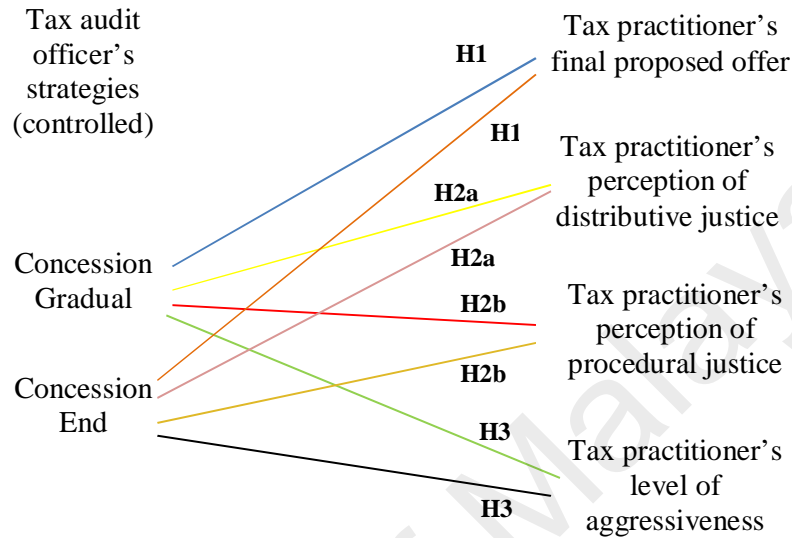 Tax audit
officer’s
strategies
(controlled)
Concession
Gradual
Concession
End
H1
H1
H2a
H2a
H2b
H2b
H3
H3
Tax practitioner’s
final proposed offer
Tax practitioner’s
perception of
distributive justice
Tax practitioner’s
perception of
procedural justice
Tax practitioner’s
level of
aggressiveness
of Malaya